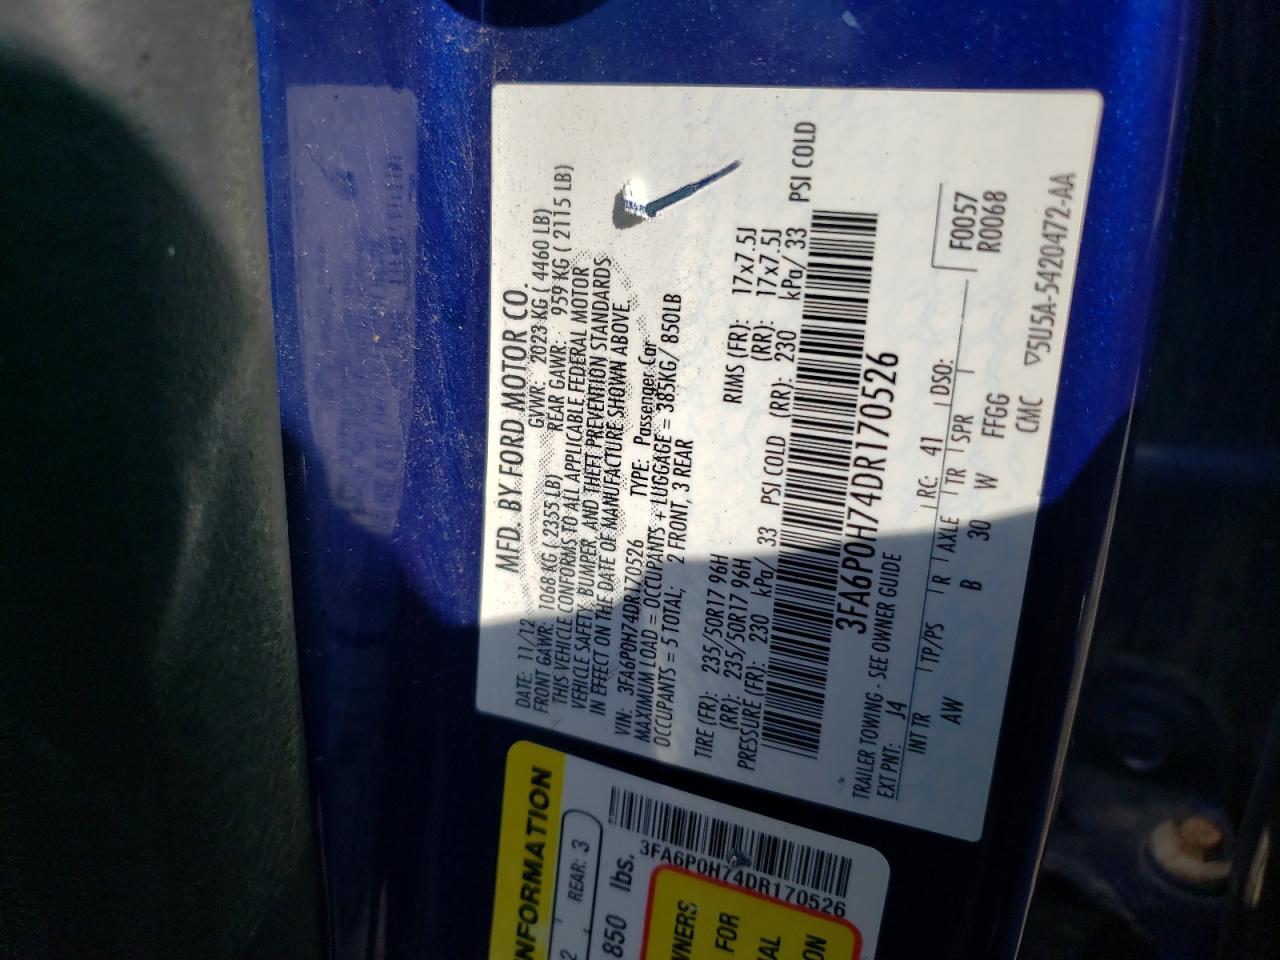 MFD. BY FORD MOTOR CO.
DATE: 11/12 GVWR: 2023 KG ( 4460 LB)
FRONT GAWR: 1068 KG ( 2355 LB) REAR GAWR: 959 KG ( 2115 LB)
THIS VEHICLE CONFORMS TO ALL APPLICABLE FEDERAL MOTOR
VEHICLE SAFETY, BUMPER, AND THEFT PREVENTION STANDARDS
IN EFFECT ON THE DATE OF MANUFACTURE SHOWN ABOVE.
VIN: 3FA6P0H74DR170526 TYPE: Passenger Car
MAXIMUM LOAD = OCCUPANTS + LUGGAGE = 385KG/ 850LB
OCCUPANTS = 5 TOTAL; 2 FRONT, 3 REAR
TIRE (FR): 235/50R17 96H RIMS (FR): 17x7.5J
(RR): 235/50R17 96H (RR): 17x7.5J
PRESSURE (FR): 230 kPa/ 33 PSI COLD (RR): 230 kPa/ 33 PSI COLD
3FA6P0H74DR170526
TRAILER TOWING - SEE OWNER GUIDE
EXT PNT: J4 RC: 41 DSO:
INT TR TP/PS R AXLE TR SPR
AW B 30 W FFGG
F0057
R0068
CMC
5U5A-5420472-AA
NFORMATION
2 REAR: 3
850 lbs.
3FA6P0H74DR170526
WNERS
FOR
AL
ON